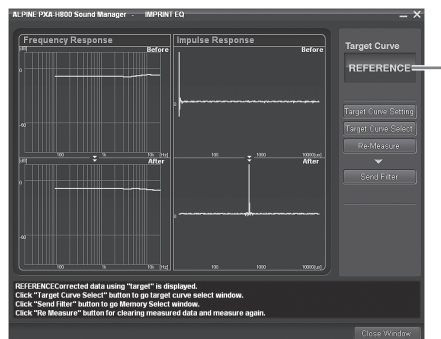 ALPINE PXA-H800 Sound Manager - IMPRINT EQ
Frequency Response
[dB]
Before
0
-60
100 1k 10k [Hz]
[dB]
After
0
-60
100 1k 10k [Hz]
Impulse Response
Before
0
100 1000 10000[us]
After
0
100 1000 10000[us]
Target Curve
REFERENCE
Target Curve Setting
Target Curve Select
Re-Measure
Send Filter
REFERENCECorrected data using "target" is displayed.
Click "Target Curve Select" button to go target curve select window.
Click "Send Filter" button to go Memory Select window.
Click "Re Measure" button for clearing measured data and measure again.
Close Window